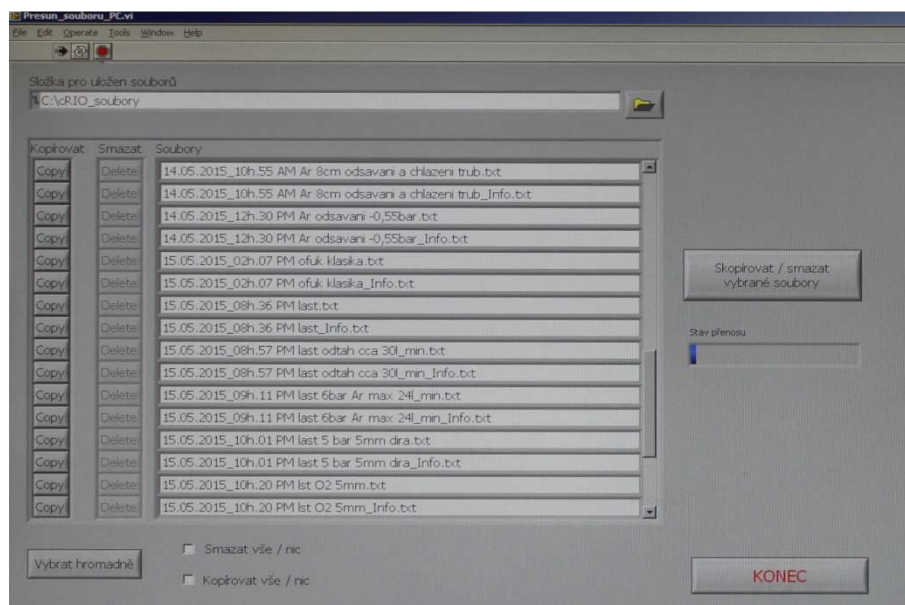 Presun_souboru_PC.vi
File Edit Operate Tools Window Help
Složka pro uložen souborů
C:\cRIO_soubory
Kopírovat Smazat Soubory
Copy Delete 14.05.2015_10h.55 AM Ar 8cm odsavani a chlazeni trub.txt
Copy Delete 14.05.2015_10h.55 AM Ar 8cm odsavani a chlazeni trub_Info.txt
Copy Delete 14.05.2015_12h.30 PM Ar odsavani -0,55bar.txt
Copy Delete 14.05.2015_12h.30 PM Ar odsavani -0,55bar_Info.txt
Copy Delete 15.05.2015_02h.07 PM ofuk klasika.txt
Copy Delete 15.05.2015_02h.07 PM ofuk klasika_Info.txt
Copy Delete 15.05.2015_08h.36 PM last.txt
Copy Delete 15.05.2015_08h.36 PM last_Info.txt
Copy Delete 15.05.2015_08h.57 PM last odtah cca 30l_min.txt
Copy Delete 15.05.2015_08h.57 PM last odtah cca 30l_min_Info.txt
Copy Delete 15.05.2015_09h.11 PM last 6bar Ar max 24l_min.txt
Copy Delete 15.05.2015_09h.11 PM last 6bar Ar max 24l_min_Info.txt
Copy Delete 15.05.2015_10h.01 PM last 5 bar 5mm dira.txt
Copy Delete 15.05.2015_10h.01 PM last 5 bar 5mm dira_Info.txt
Copy Delete 15.05.2015_10h.20 PM lst O2 5mm.txt
Copy Delete 15.05.2015_10h.20 PM lst O2 5mm_Info.txt
Skopírovat / smazat
vybrané soubory
Stav přenosu
Vybrat hromadně
Smazat vše / nic
Kopírovat vše / nic
KONEC